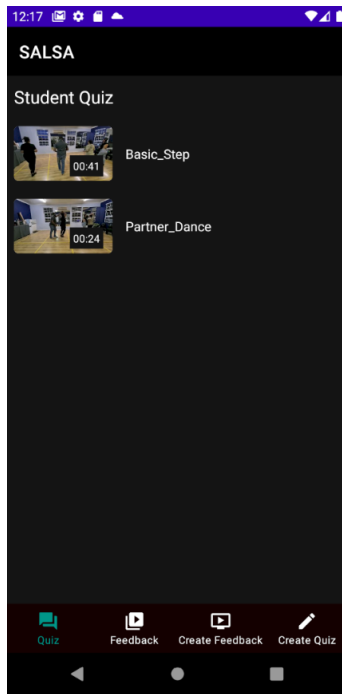 12:17
SALSA
Student Quiz
00:41
Basic_Step
00:24
Partner_Dance
Quiz
Feedback
Create Feedback
Create Quiz